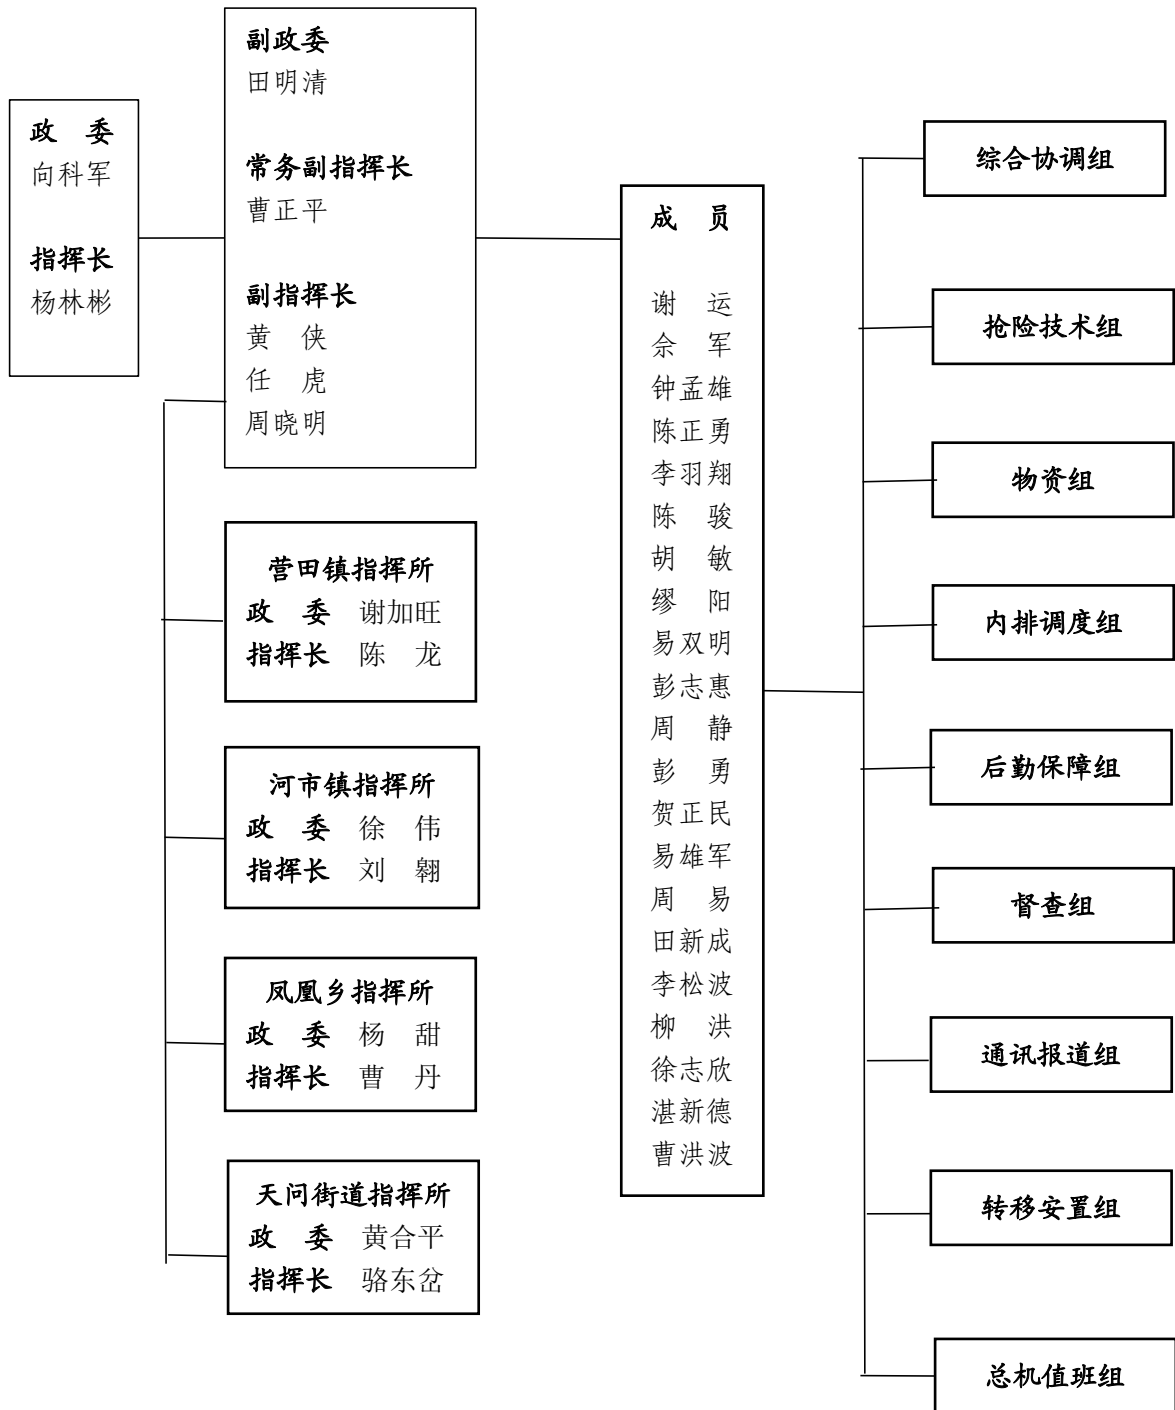 政　委
向科军
指挥长
杨林彬
副政委
田明清
常务副指挥长
曹正平
副指挥长
黄　侠
任　虎
周晓明
营田镇指挥所
政　委　谢加旺
指挥长　陈　龙
河市镇指挥所
政　委　徐　伟
指挥长　刘　翱
凤凰乡指挥所
政　委　杨　甜
指挥长　曹　丹
天问街道指挥所
政　委　黄合平
指挥长　骆东岔
成　员
谢　运
佘　军
钟孟雄
陈正勇
李羽翔
陈　骏
胡　敏
缪　阳
易双明
彭志惠
周　静
彭　勇
贺正民
易雄军
周　易
田新成
李松波
柳　洪
徐志欣
湛新德
曹洪波
综合协调组
抢险技术组
物资组
内排调度组
后勤保障组
督查组
通讯报道组
转移安置组
总机值班组